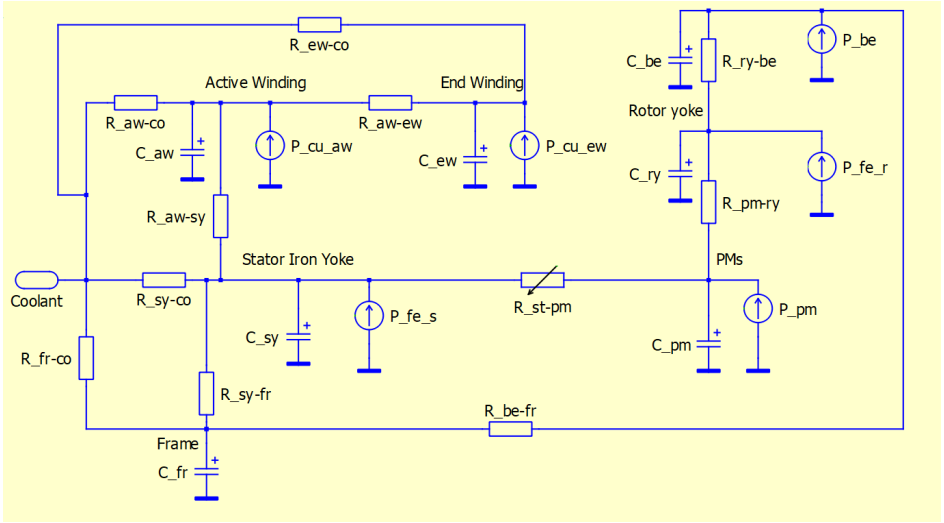 R_ew-co
P_be
C_be
R_ry-be
Active Winding
End Winding
Rotor yoke
R_aw-co
R_aw-ew
C_aw
P_cu_aw
C_ew
P_cu_ew
C_ry
P_fe_r
R_aw-sy
R_pm-ry
Stator Iron Yoke
PMs
Coolant
R_sy-co
R_st-pm
P_pm
P_fe_s
C_sy
C_pm
R_fr-co
R_sy-fr
R_be-fr
Frame
C_fr